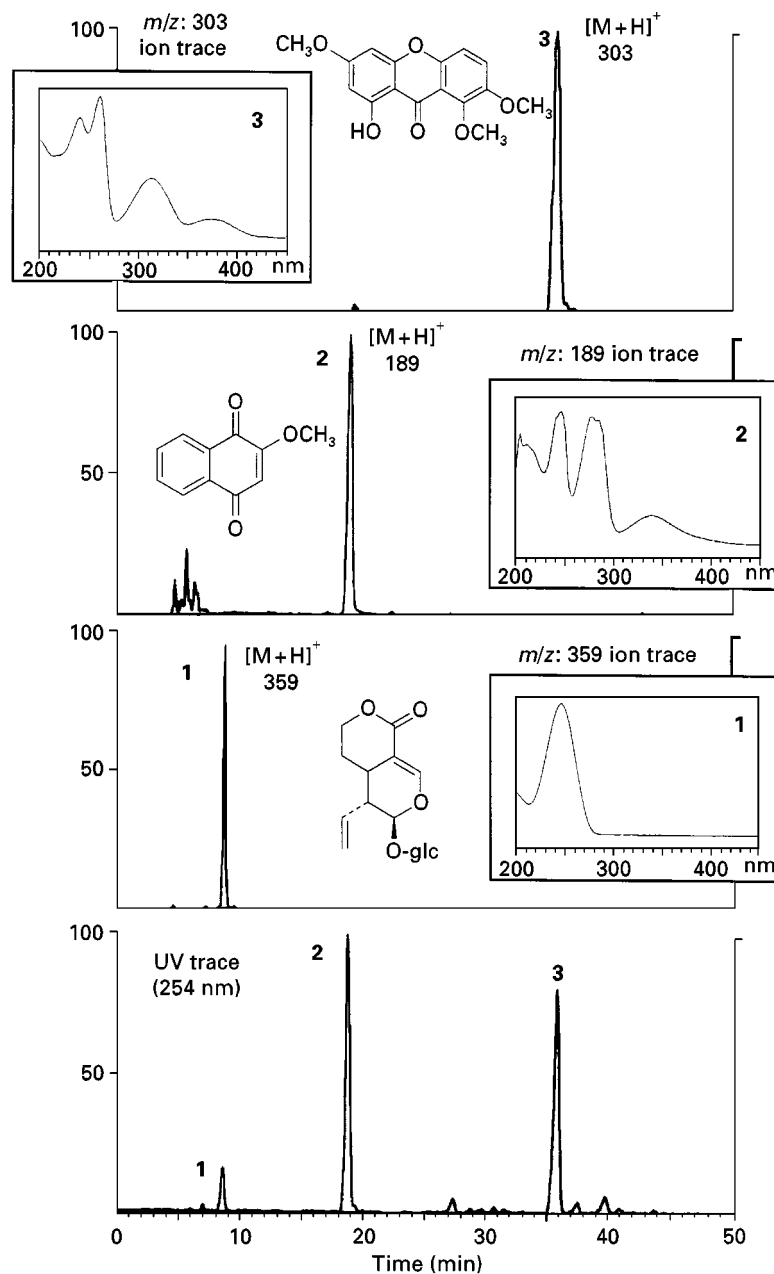 100
m/z: 303
ion trace
3
[M + H]+
303
CH3O
O
OCH3
HO
O
OCH3
3
200
300
400
nm
100
2
[M + H]+
189
m/z: 189 ion trace
O
OCH3
O
50
2
200
300
400
nm
100
1
[M + H]+
359
m/z: 359 ion trace
O
O
O
O-glc
50
1
200
300
400
nm
100
UV trace
(254 nm)
2
3
50
1
0
10
20
30
40
50
Time (min)